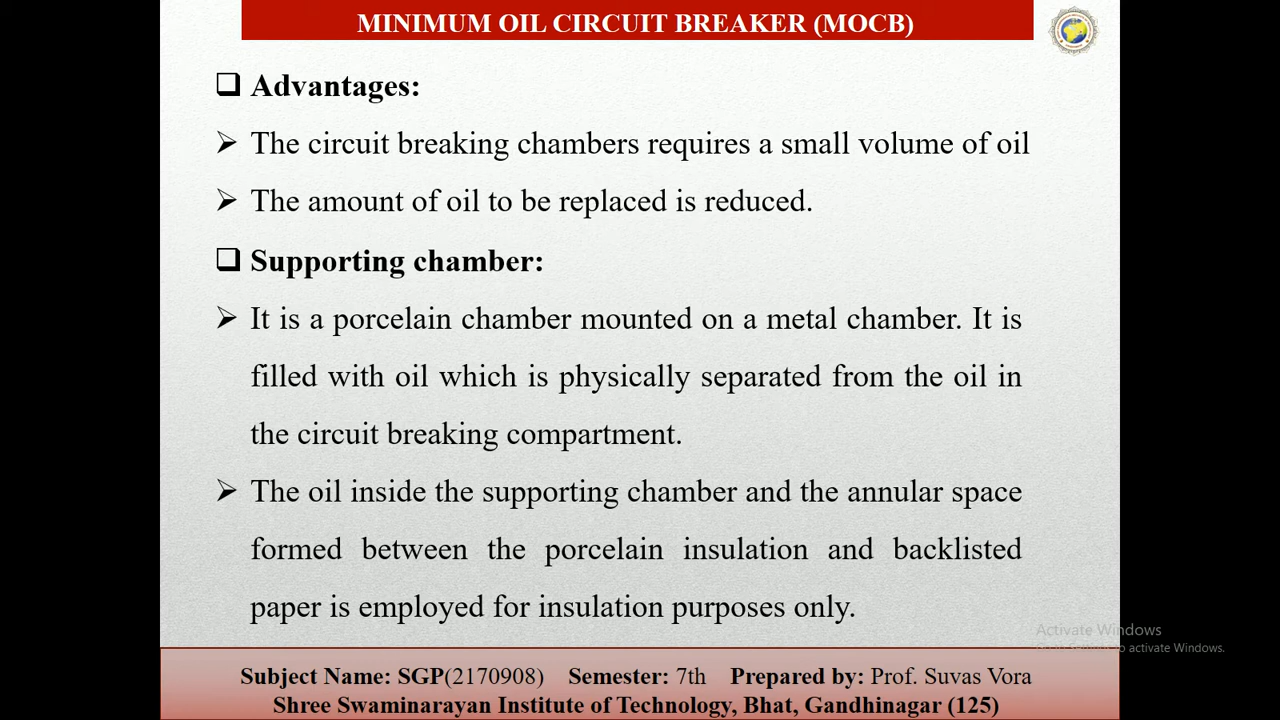 MINIMUM OIL CIRCUIT BREAKER (MOCB)
❑ Advantages:
➢ The circuit breaking chambers requires a small volume of oil
➢ The amount of oil to be replaced is reduced.
❑ Supporting chamber:
➢ It is a porcelain chamber mounted on a metal chamber. It is
filled with oil which is physically separated from the oil in
the circuit breaking compartment.
➢ The oil inside the supporting chamber and the annular space
formed between the porcelain insulation and backlisted
paper is employed for insulation purposes only.
Activate Windows
to activate Windows.
Subject Name: SGP(2170908) Semester: 7th Prepared by: Prof. Suvas Vora
Shree Swaminarayan Institute of Technology, Bhat, Gandhinagar (125)